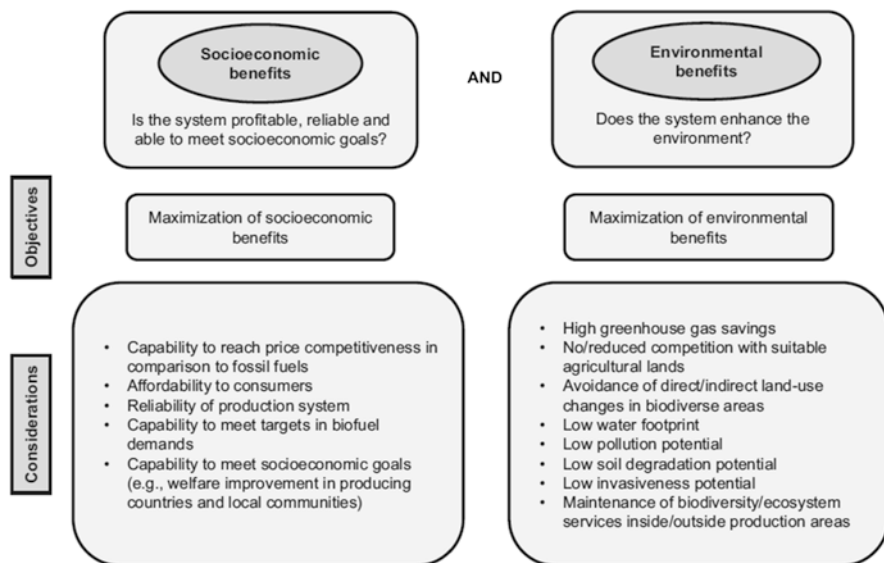 Socioeconomic
benefits
Is the system profitable, reliable and
able to meet socioeconomic goals?
AND
Environmental
benefits
Does the system enhance the
environment?
Objectives
Maximization of socioeconomic
benefits
Maximization of environmental
benefits
Considerations
• Capability to reach price competitiveness in
comparison to fossil fuels
• Affordability to consumers
• Reliability of production system
• Capability to meet targets in biofuel
demands
• Capability to meet socioeconomic goals
(e.g., welfare improvement in producing
countries and local communities)
• High greenhouse gas savings
• No/reduced competition with suitable
agricultural lands
• Avoidance of direct/indirect land-use
changes in biodiverse areas
• Low water footprint
• Low pollution potential
• Low soil degradation potential
• Low invasiveness potential
• Maintenance of biodiversity/ecosystem
services inside/outside production areas